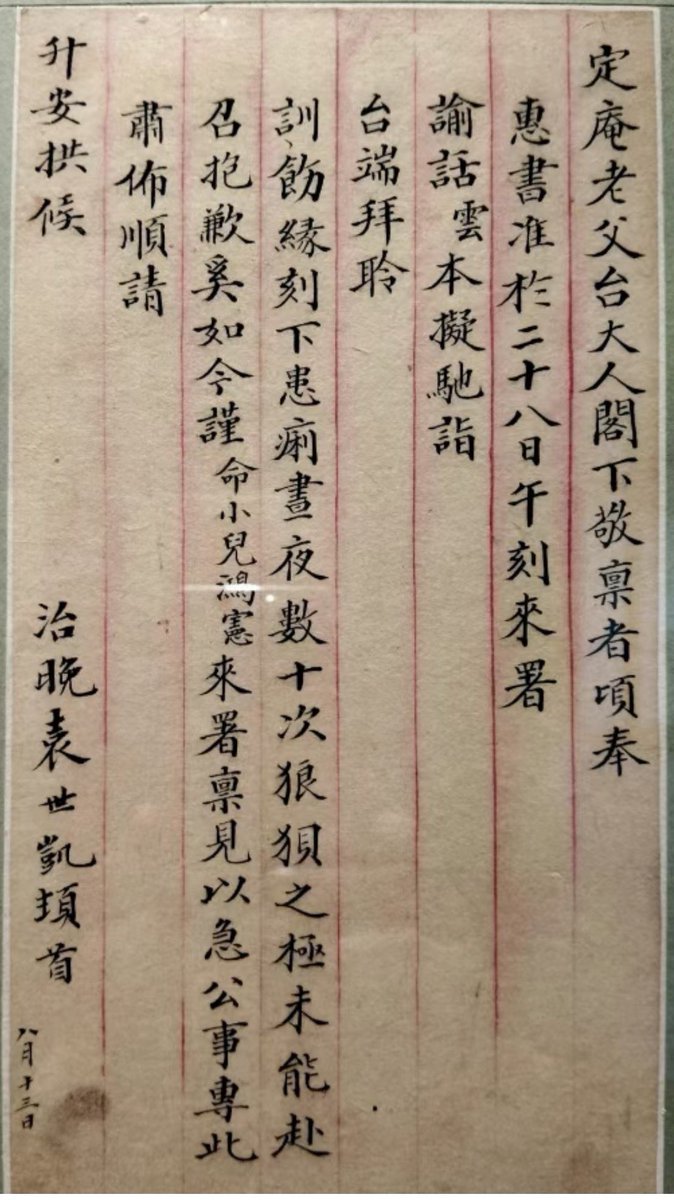 定庵老父台大人閣下敬稟者頃奉
惠書准於二十八日午刻來署
諭話雲本擬馳詣
台端拜聆
訓飭緣刻下患痢晝夜數十次狼狽之極未能赴
召抱歉奚如今謹命小兒鴻憲來署稟見以急公事專此
肅佈順請
升安拱候
治晚袁世凱頓首
八月十三日